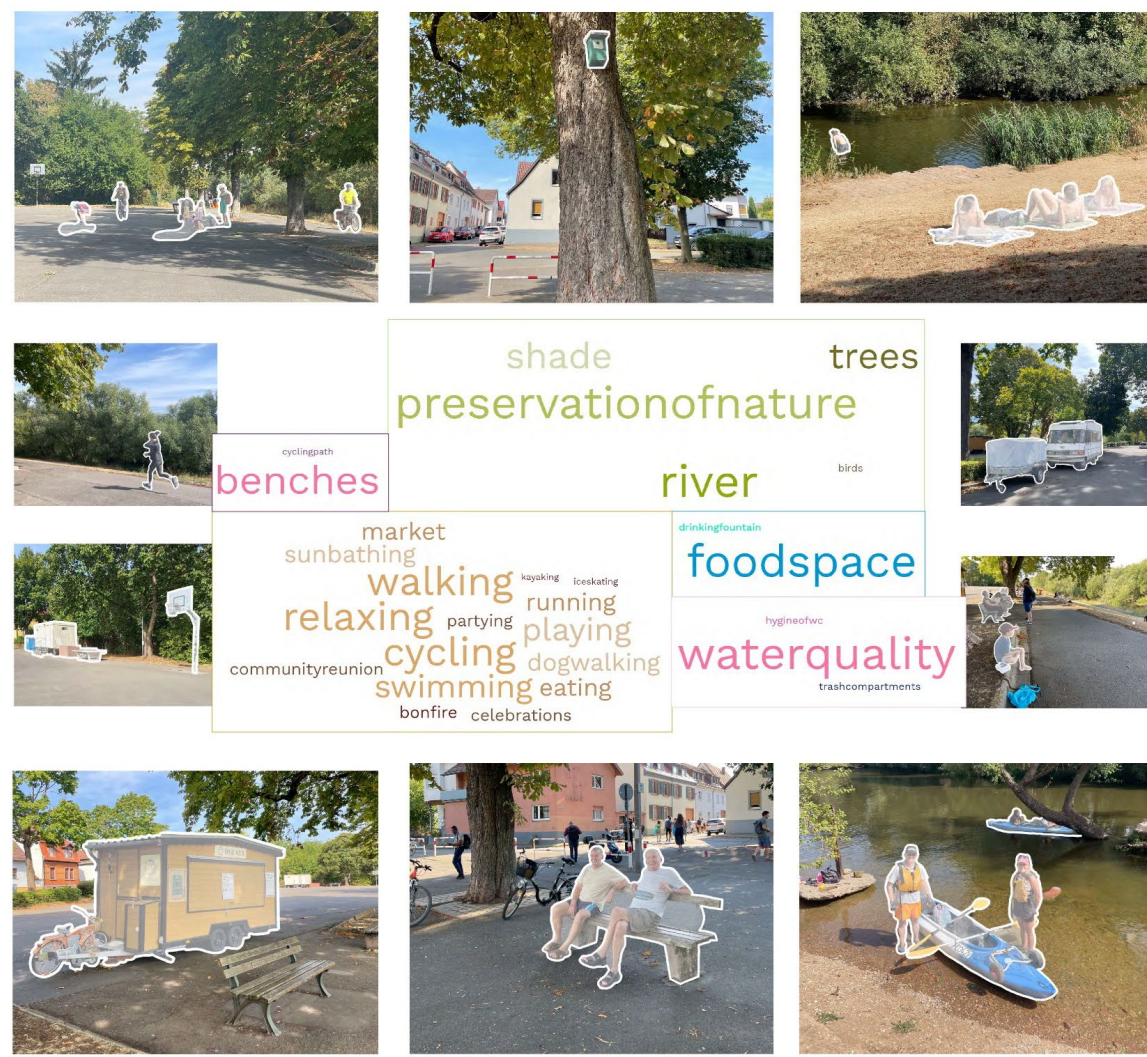 shade
trees
preservationofnature
river
birds
cyclingpath
benches
market
sunbathing
walking
kayaking
iceskating
relaxing
running
partying
playing
cycling
communityreunion
dogwalking
swimming
eating
bonfire
celebrations
drinkingfountain
foodspace
hygineofwc
waterquality
trashcompartments